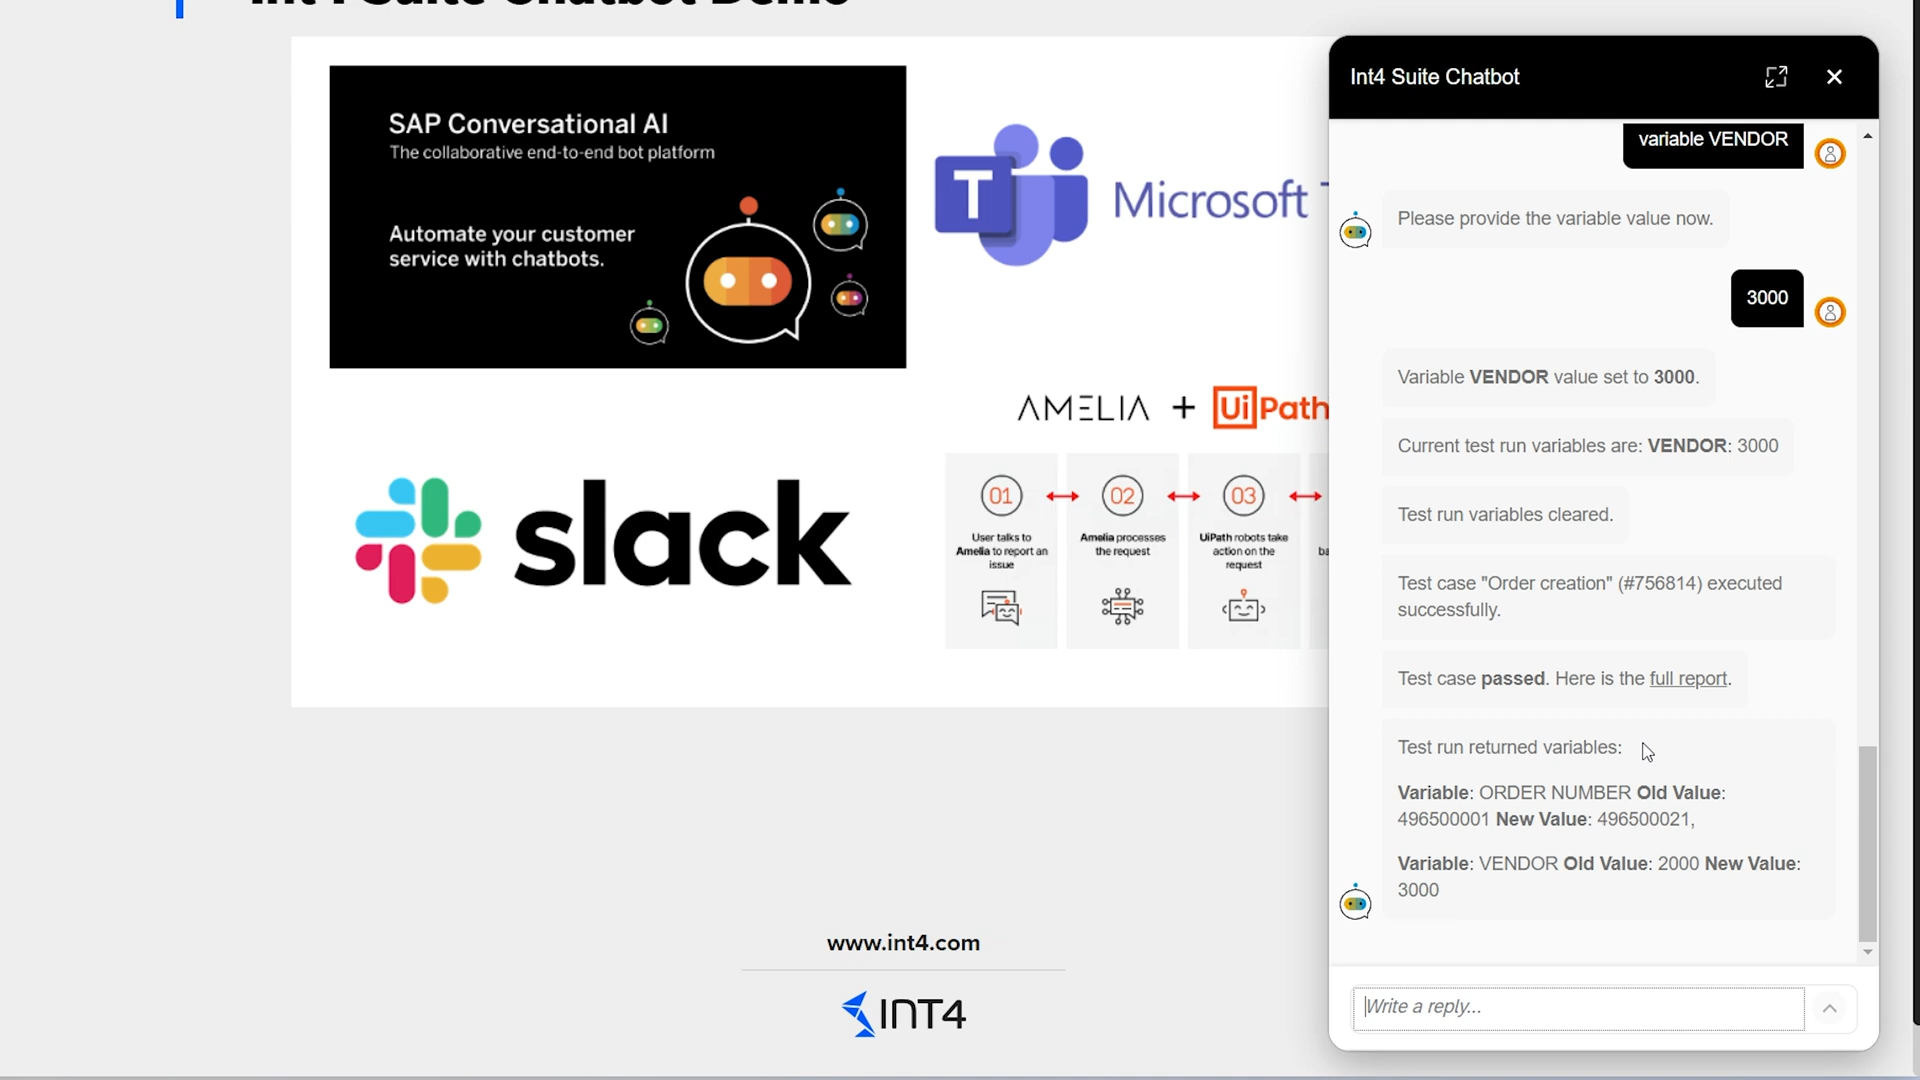 Int4 Suite Chatbot Demo
SAP Conversational AI
The collaborative end-to-end bot platform
Automate your customer
service with chatbots.
T
Microsoft T
slack
AMELIA + UiPath
01
02
03
User talks to
Amelia to report an
issue
Amelia processes
the request
UiPath robots take
action on the
request
ba
www.int4.com
INT4
Int4 Suite Chatbot
variable VENDOR
Please provide the variable value now.
3000
Variable VENDOR value set to 3000.
Current test run variables are: VENDOR: 3000
Test run variables cleared.
Test case "Order creation" (#756814) executed
successfully.
Test case passed. Here is the full report.
Test run returned variables:
Variable: ORDER NUMBER Old Value:
496500001 New Value: 496500021,
Variable: VENDOR Old Value: 2000 New Value:
3000
Write a reply...